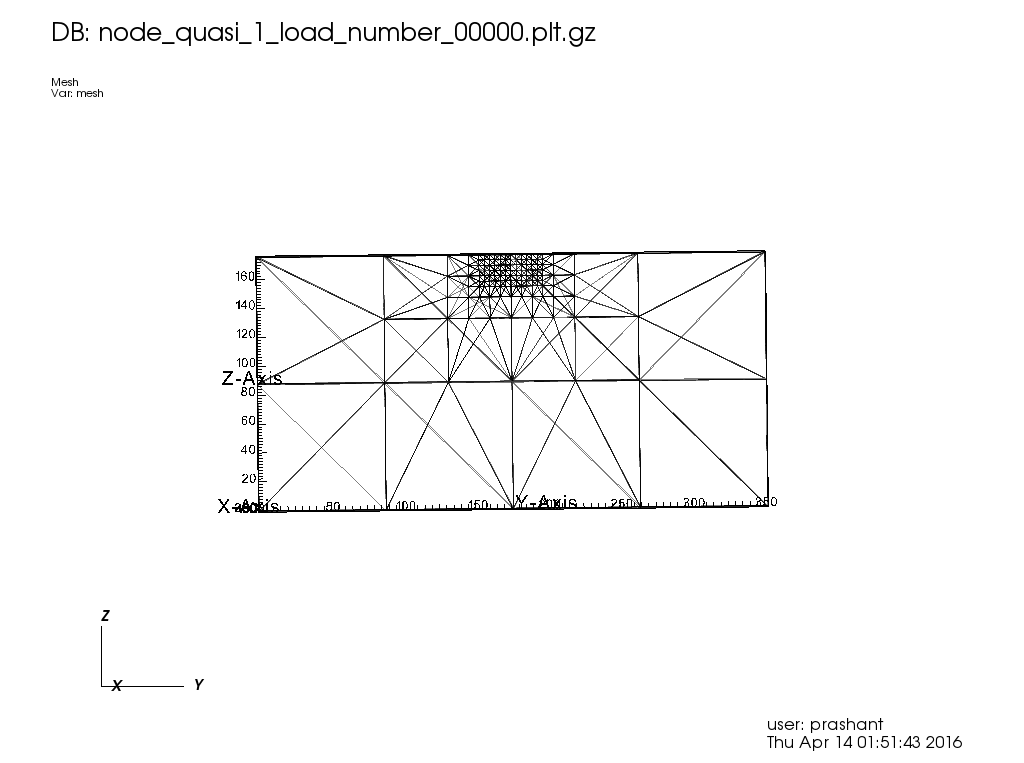 DB: node_quasi_1_load_number_00000.plt.gz
Mesh
Var: mesh
160
140
120
100
Z-Axis
80
60
40
20
X-Axis
50
100
150
Y-Axis
250
300
350
Z
X
Y
user: prashant
Thu Apr 14 01:51:43 2016